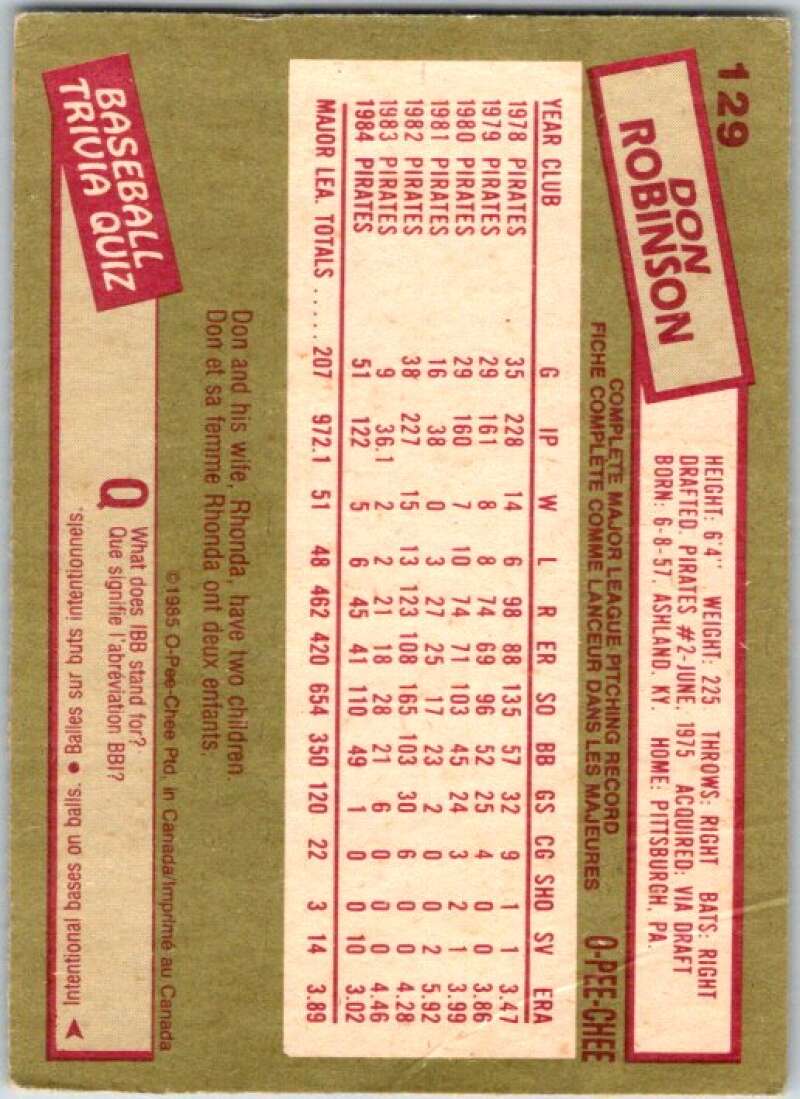 129
DON
ROBINSON
HEIGHT: 6'4" WEIGHT: 225 THROWS: RIGHT BATS: RIGHT
DRAFTED, PIRATES #2-JUNE, 1975 ACQUIRED: VIA DRAFT
BORN: 6-8-57, ASHLAND, KY. HOME: PITTSBURGH, PA.
COMPLETE MAJOR LEAGUE PITCHING RECORD
FICHE COMPLÈTE COMME LANCEUR DANS LES MAJEURES
O-PEE-CHEE
YEAR CLUB G IP W L R ER SO BB GS CG SHO SV ERA
1978 PIRATES 35 228 14 6 98 88 135 57 32 9 1 1 3.47
1979 PIRATES 29 161 8 8 74 69 96 52 25 4 0 0 3.86
1980 PIRATES 29 160 7 10 74 71 103 45 24 3 2 1 3.99
1981 PIRATES 16 38 0 3 27 25 17 23 2 0 0 2 5.92
1982 PIRATES 38 227 15 13 123 108 165 103 30 6 0 0 4.28
1983 PIRATES 9 36.1 2 2 21 18 28 21 6 0 0 0 4.46
1984 PIRATES 51 122 5 6 45 41 110 49 1 0 0 10 3.02
MAJOR LEA. TOTALS ..... 207 972.1 51 48 462 420 654 350 120 22 3 14 3.89
Don and his wife, Rhonda, have two children.
Don et sa femme Rhonda ont deux enfants.
©1985 O-Pee-Chee Ptd. in Canada/Imprimé au Canada
BASEBALL
TRIVIA QUIZ
Q What does IBB stand for?
Que signifie l'abréviation BBI?
Intentional bases on balls. • Balles sur buts intentionnels.